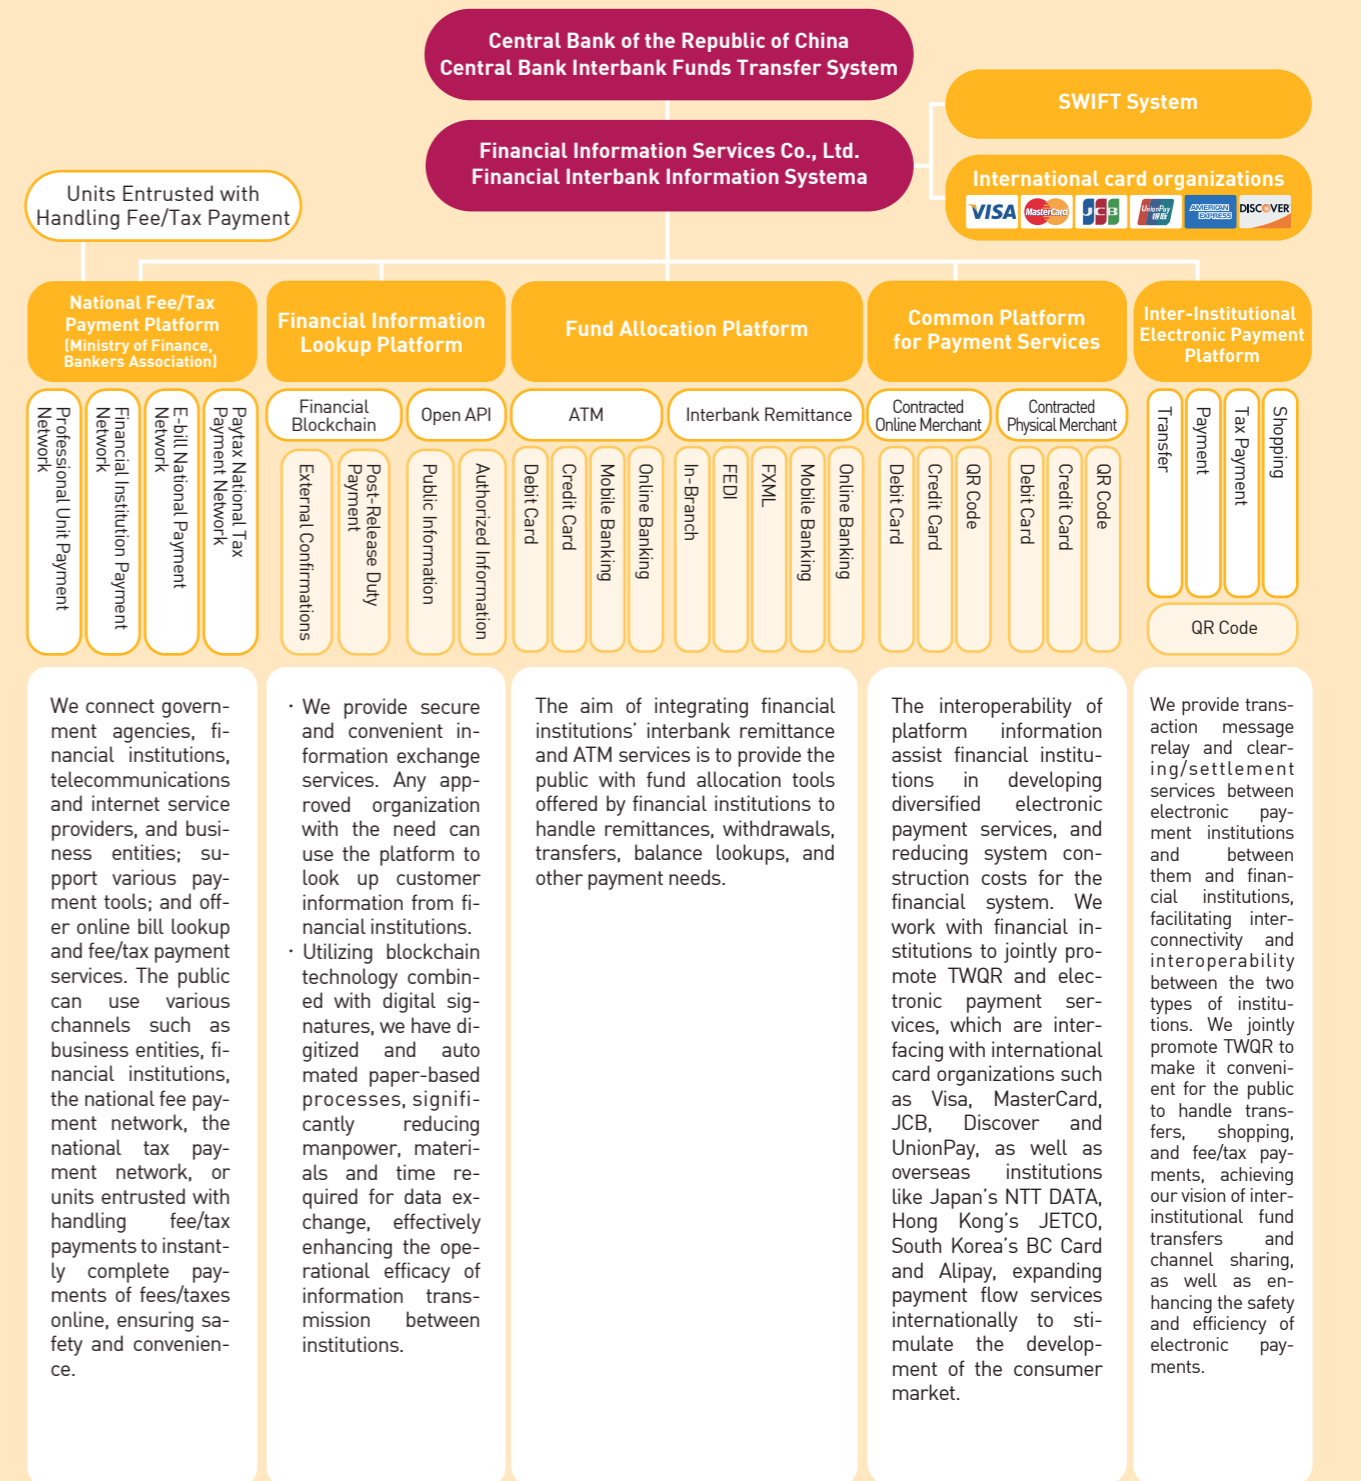 Central Bank of the Republic of China
Central Bank Interbank Funds Transfer System
Financial Information Services Co., Ltd.
Financial Interbank Information Systema
SWIFT System
International card organizations
VISA
MasterCard
JCB
UnionPay
银联
AMERICAN
EXPRESS
DISCOVER
Units Entrusted with
Handling Fee/Tax Payment
National Fee/Tax
Payment Platform
(Ministry of Finance,
Bankers Association)
Financial Information
Lookup Platform
Fund Allocation Platform
Common Platform
for Payment Services
Inter-Institutional
Electronic Payment
Platform
Professional Unit Payment
Network
Financial Institution Payment
Network
E-bill National Payment
Network
Paytax National Tax
Payment Network
Financial
Blockchain
Open API
External Confirmations
Post-Release Duty
Payment
Public Information
Authorized Information
ATM
Interbank Remittance
Debit Card
Credit Card
Mobile Banking
Online Banking
In-Branch
FEDI
FXML
Mobile Banking
Online Banking
Contracted
Online Merchant
Contracted
Physical Merchant
Debit Card
Credit Card
QR Code
Debit Card
Credit Card
QR Code
Transfer
Payment
Tax Payment
Shopping
QR Code
We connect govern-
ment agencies, fi-
nancial institutions,
telecommunications
and internet service
providers, and busi-
ness entities; su-
pport various pay-
ment tools; and off-
er online bill lookup
and fee/tax payment
services. The public
can use various
channels such as
business entities, fi-
nancial institutions,
the national fee pay-
ment network, the
national tax pay-
ment network, or
units entrusted with
handling fee/tax
payments to instant-
ly complete pay-
ments of fees/taxes
online, ensuring sa-
fety and convenien-
ce.
· We provide secure
and convenient in-
formation exchange
services. Any app-
roved organization
with the need can
use the platform to
look up customer
information from fi-
nancial institutions.
· Utilizing blockchain
technology combin-
ed with digital sig-
natures, we have di-
gitized and auto
mated paper-based
processes, signifi-
cantly reducing
manpower, materi-
als and time re-
quired for data ex-
change, effectively
enhancing the ope-
rational efficacy of
information trans-
mission between
institutions.
The aim of integrating financial
institutions’ interbank remittance
and ATM services is to provide the
public with fund allocation tools
offered by financial institutions to
handle remittances, withdrawals,
transfers, balance lookups, and
other payment needs.
The interoperability of
platform information
assist financial institu-
tions in developing
diversified electronic
payment services, and
reducing system con-
struction costs for the
financial system. We
work with financial in-
stitutions to jointly pro-
mote TWQR and elec-
tronic payment ser-
vices, which are inter-
facing with international
card organizations such
as Visa, MasterCard,
JCB, Discover and
UnionPay, as well as
overseas institutions
like Japan’s NTT DATA,
Hong Kong’s JETCO,
South Korea’s BC Card
and Alipay, expanding
payment flow services
internationally to sti-
mulate the develop-
ment of the consumer
market.
We provide trans-
action message
relay and clear-
ing/settlement
services between
electronic pay-
ment institutions
and between
them and finan-
cial institutions,
facilitating inter-
connectivity and
interoperability
between the two
types of institu-
tions. We jointly
promote TWQR to
make it conveni-
ent for the public
to handle trans-
fers, shopping,
and fee/tax pay-
ments, achieving
our vision of inter-
institutional fund
transfers and
channel sharing,
as well as en-
hancing the safety
and efficiency of
electronic pay-
ments.